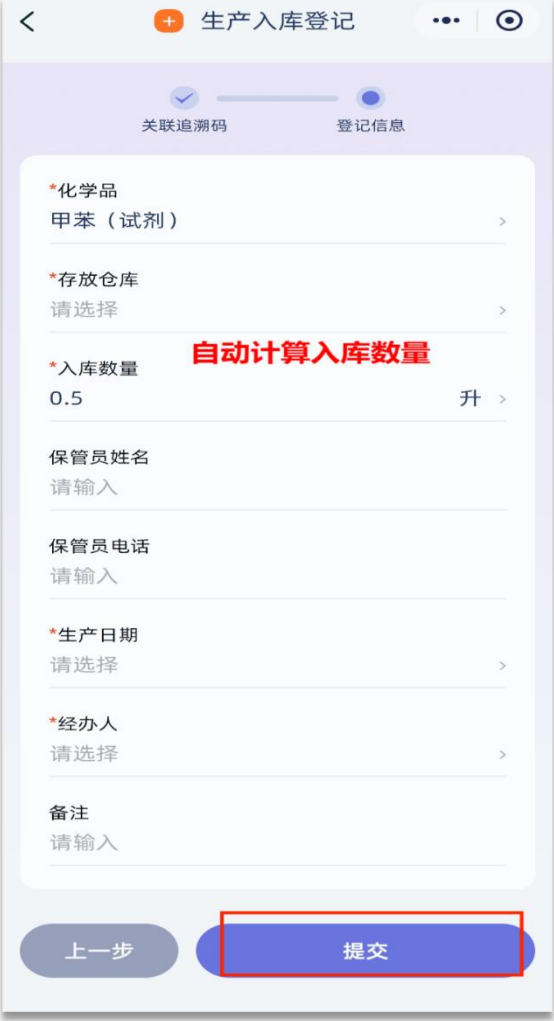 生产入库登记
关联追溯码
登记信息
*化学品
甲苯（试剂）
*存放仓库
请选择
自动计算入库数量
*入库数量
0.5 升
保管员姓名
请输入
保管员电话
请输入
*生产日期
请选择
*经办人
请选择
备注
请输入
上一步
提交